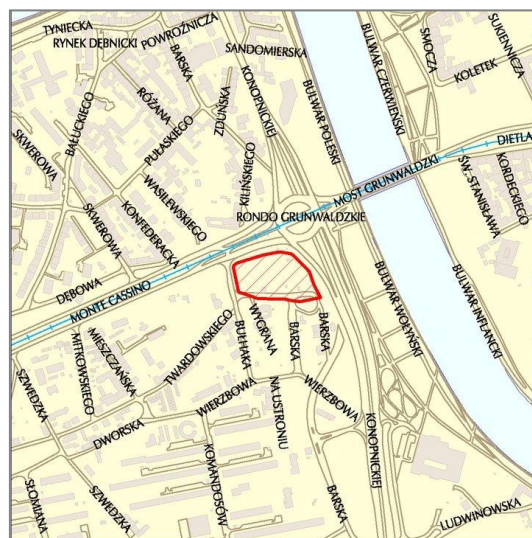 TYNIECKA
RYNEK DĘBNICKI
POWROŹNICZA
BARSKA
SANDOMIERSKA
KONOPNICKIEJ
BULWAR POLESKI
BULWAR CZERWIEŃSKI
SMOCZA
SUKIENNICZA
KOLETEK
DIETLA
BAŁUCKIEGO
RÓŻANA
ZDUŃSKA
SKWEROWA
PUŁASKIEGO
KILIŃSKIEGO
WASILEWSKIEGO
MOST GRUNWALDZKI
ŚW. STANISŁAWA
KORDECKIEGO
KONFEDERACKA
SKWEROWA
RONDO GRUNWALDZKIE
DĘBOWA
MONTE CASSINO
BULWAR WOŁYŃSKI
BULWAR INFLANCKI
SZWEDZKA
MITKOWSKIEGO
MIESZCZAŃSKA
TWARDOWSKIEGO
BUŁHAKA
WYGRANA
BARSKA
BARSKA
WIERZBOWA
NA USTRONIU
WIERZBOWA
KONOPNICKIEJ
DWORSKA
KOMANDOSÓW
SŁOMIANA
SZWEDZKA
BARSKA
LUDWINOWSKA